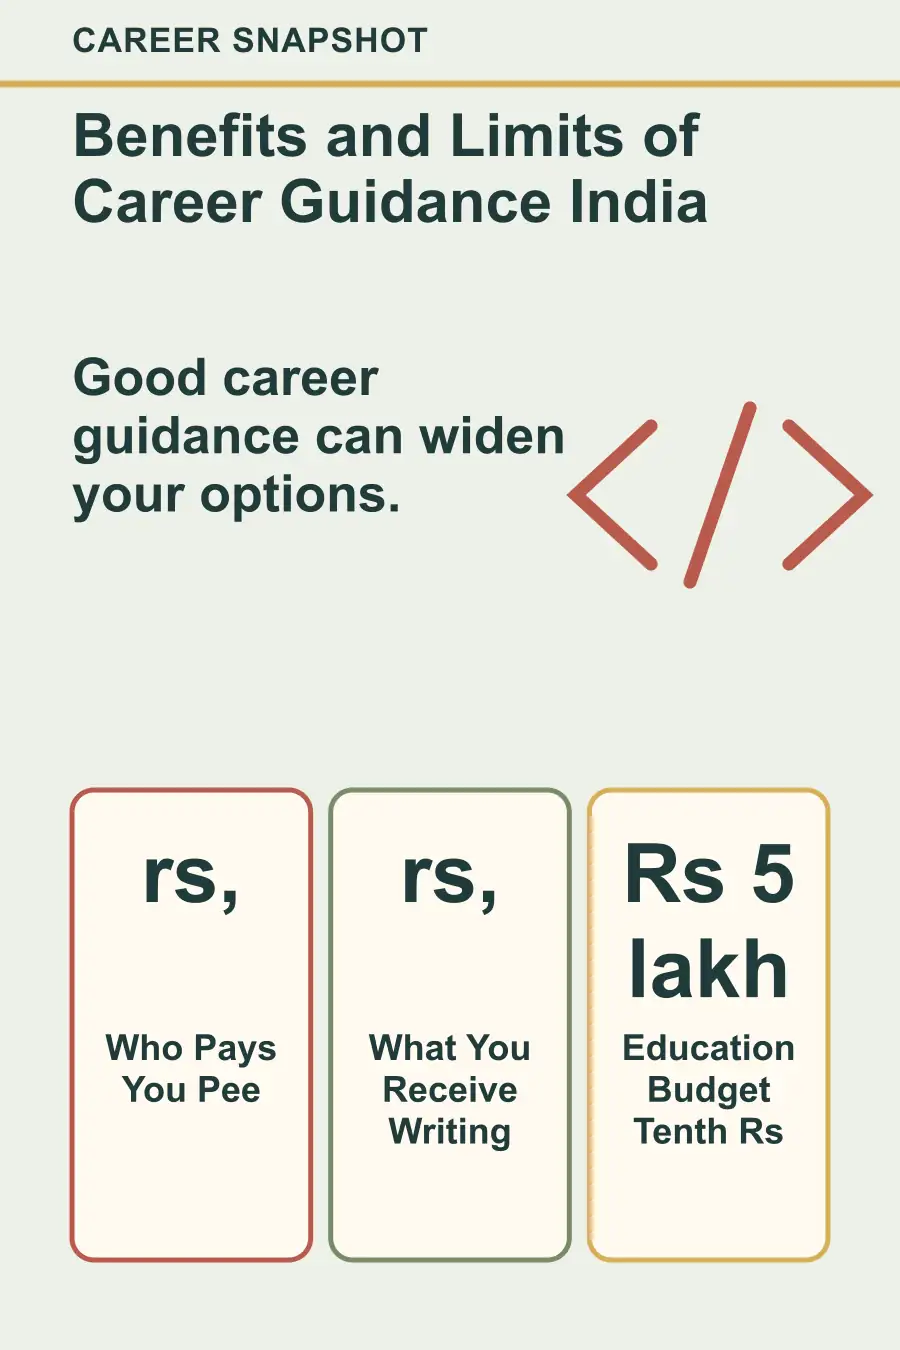 CAREER SNAPSHOT
Benefits and Limits of
Career Guidance India
Good career
guidance can widen
your options.
rs,
Who Pays
You Pee
rs,
What You
Receive
Writing
Rs 5
lakh
Education
Budget
Tenth Rs